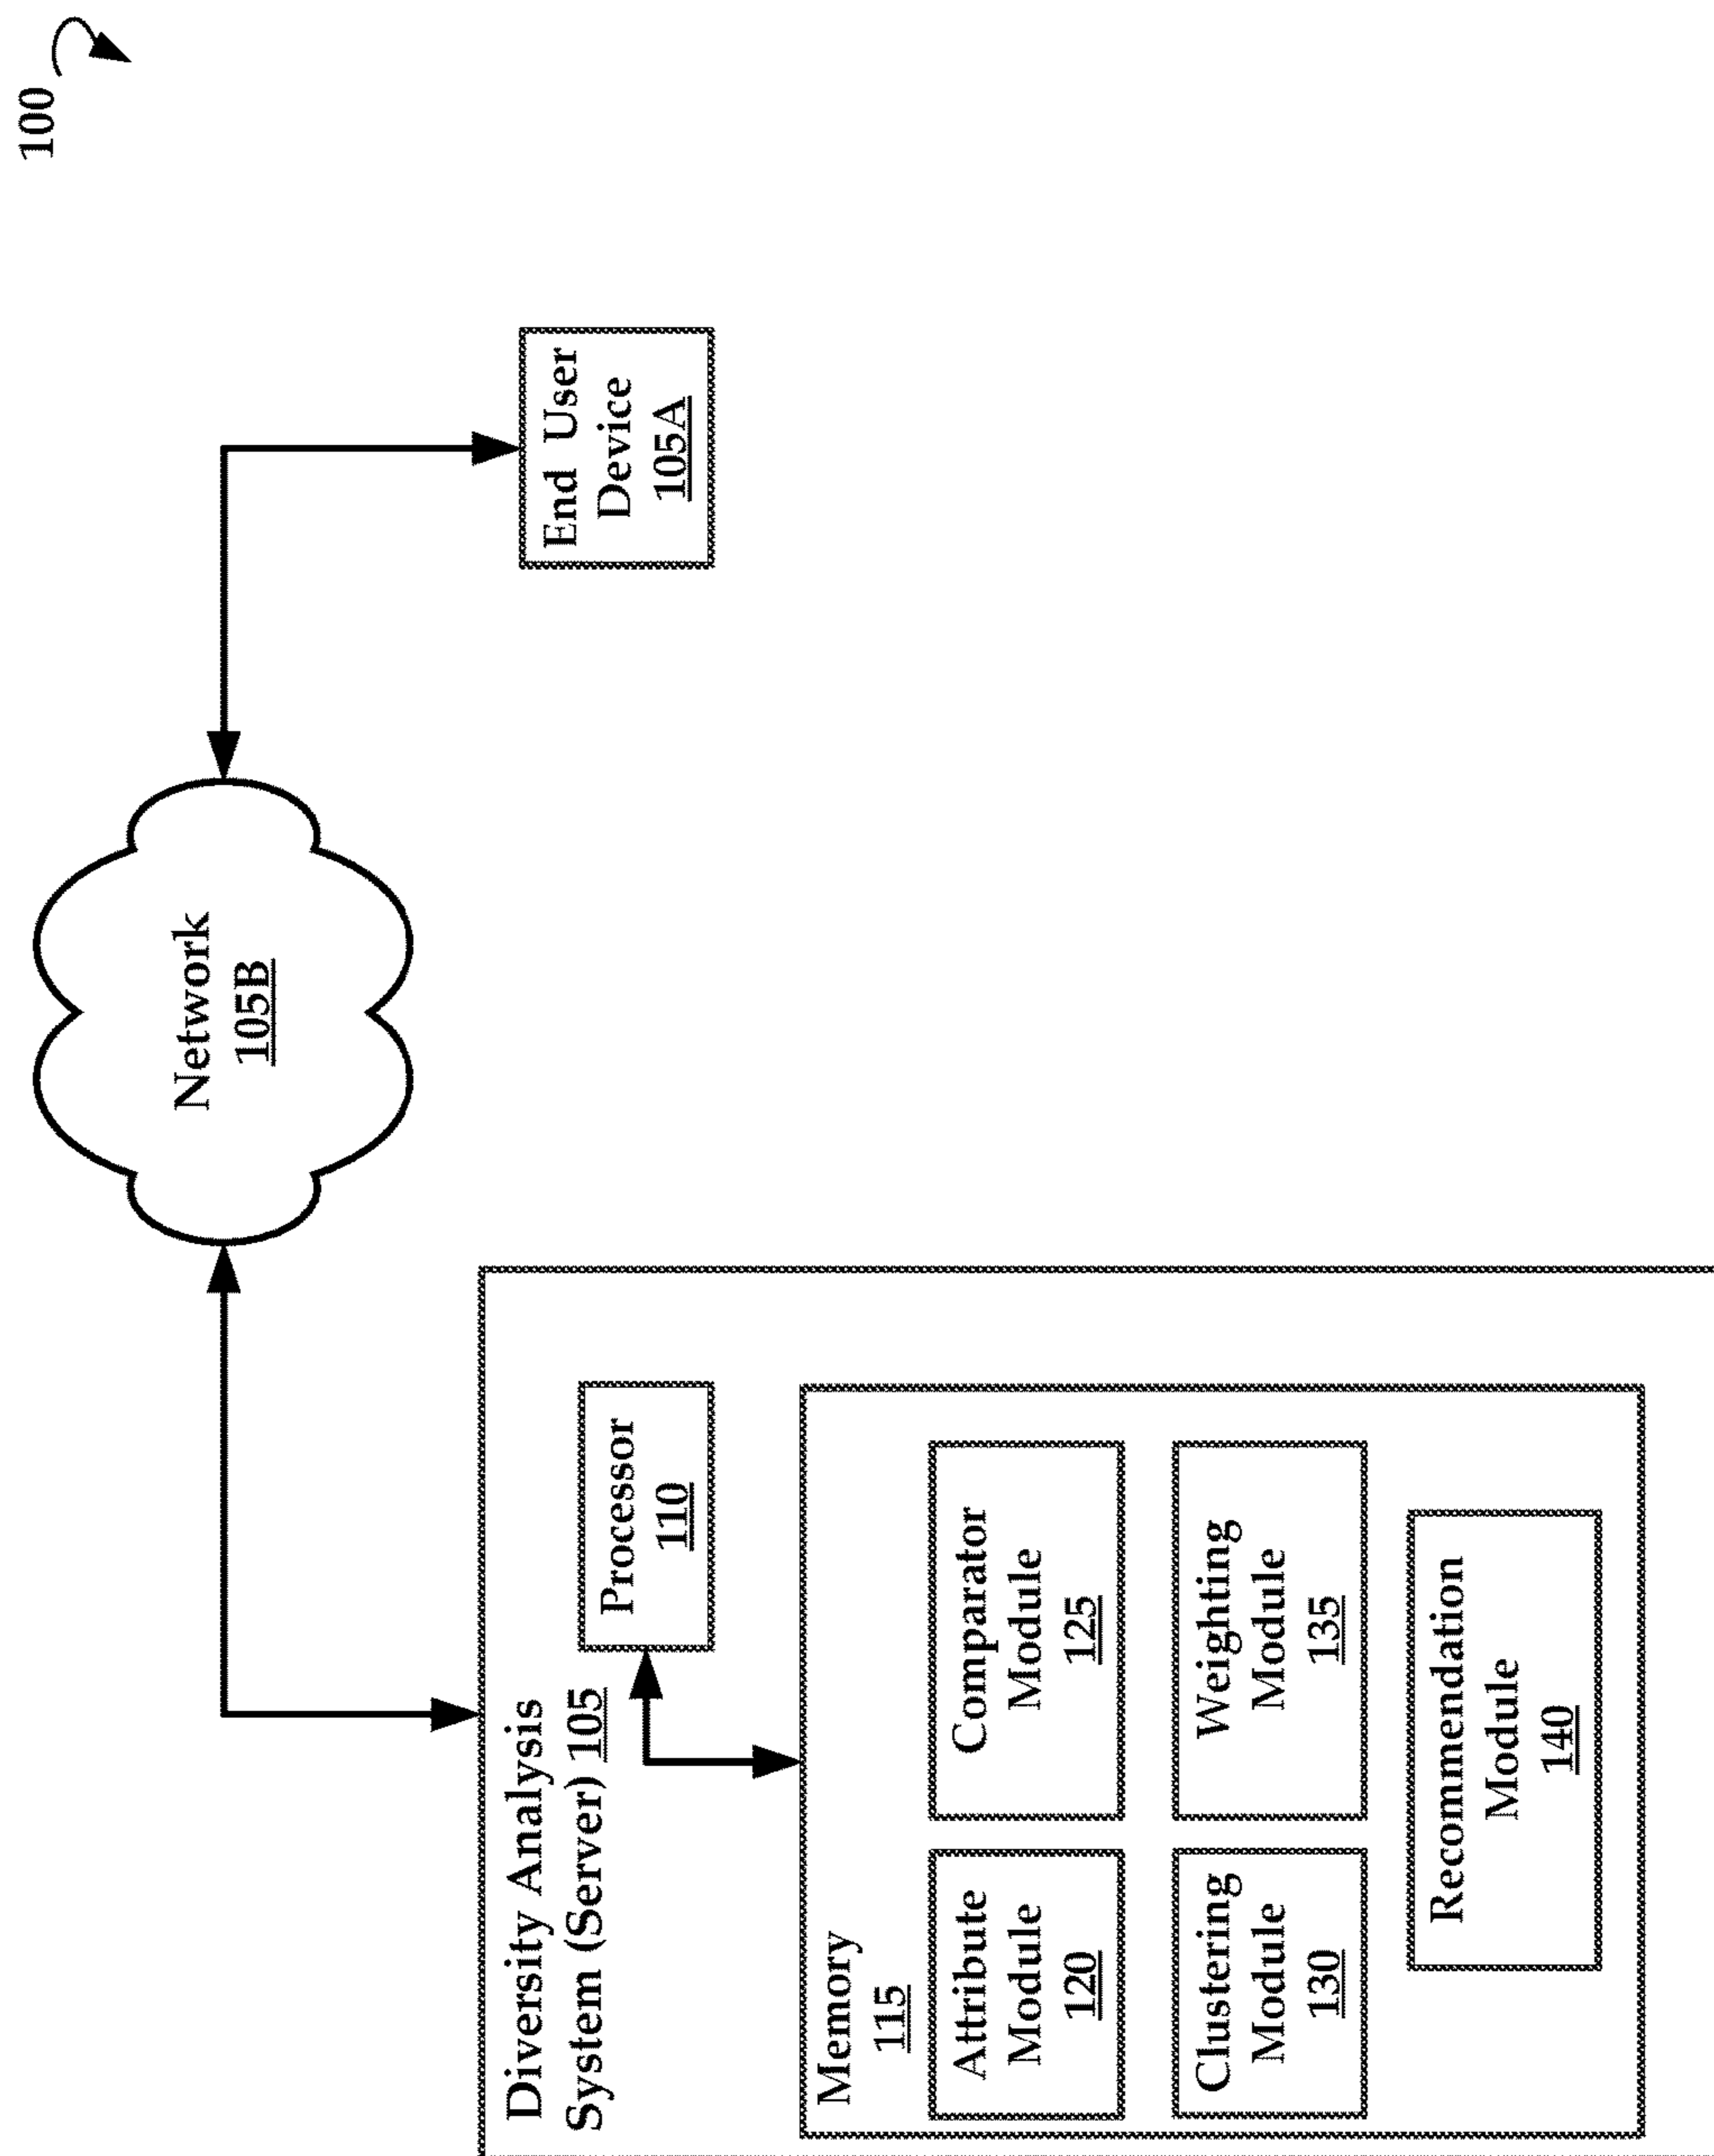 100
Network
105B
End User
Device
105A
Diversity Analysis
System (Server) 105
Processor
110
Memory
115
Attribute
Module
120
Comparator
Module
125
Clustering
Module
130
Weighting
Module
135
Recommendation
Module
140